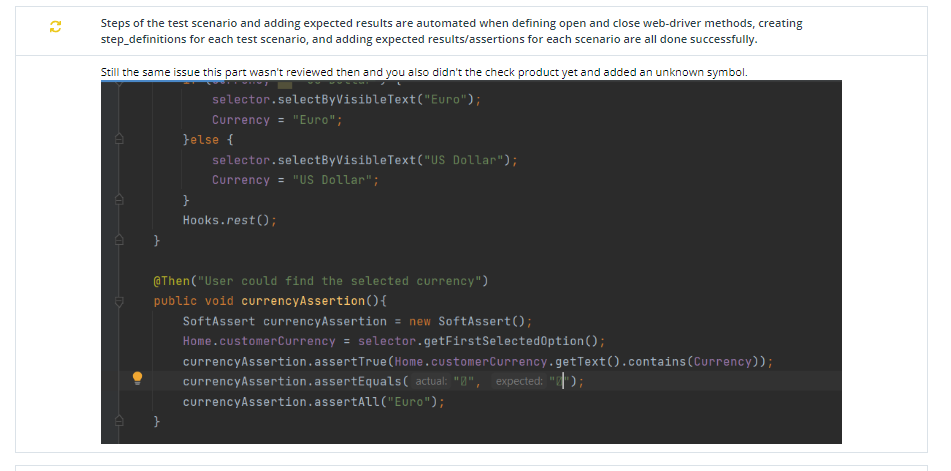 Steps of the test scenario and adding expected results are automated when defining open and close web-driver methods, creating
step_definitions for each test scenario, and adding expected results/assertions for each scenario are all done successfully.
Still the same issue this part wasn't reviewed then and you also didn't the check product yet and added an unknown symbol.
selector.selectByVisibleText("Euro");
Currency = "Euro";
}else {
selector.selectByVisibleText("US Dollar");
Currency = "US Dollar";
}
Hooks.rest();
}
@Then("User could find the selected currency")
public void currencyAssertion(){
SoftAssert currencyAssertion = new SoftAssert();
Home.customerCurrency = selector.getFirstSelectedOption();
currencyAssertion.assertTrue(Home.customerCurrency.getText().contains(Currency));
currencyAssertion.assertEquals( actual: "", expected: "");
currencyAssertion.assertAll("Euro");
}